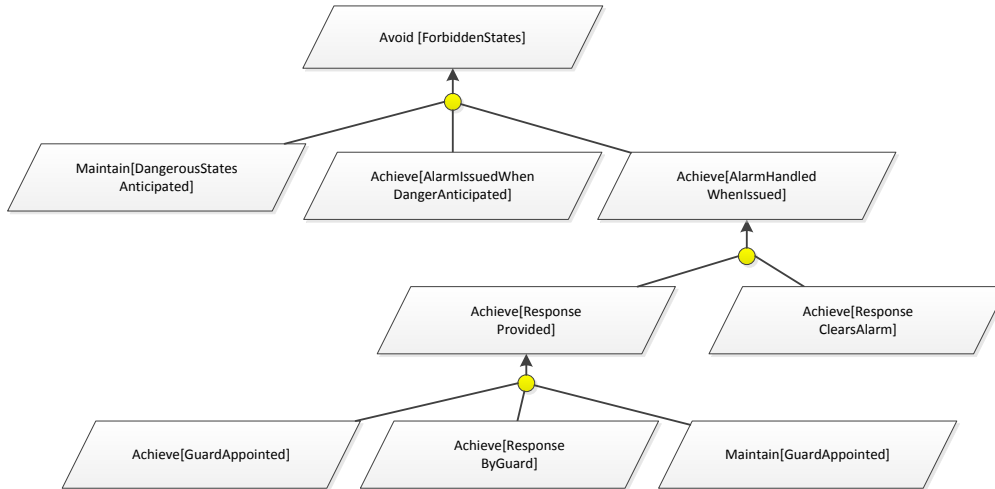 Avoid [ForbiddenStates]
Maintain[DangerousStates
Anticipated]
Achieve[AlarmIssuedWhen
DangerAnticipated]
Achieve[AlarmHandled
WhenIssued]
Achieve[Response
Provided]
Achieve[Response
ClearsAlarm]
Achieve[GuardAppointed]
Achieve[Response
ByGuard]
Maintain[GuardAppointed]